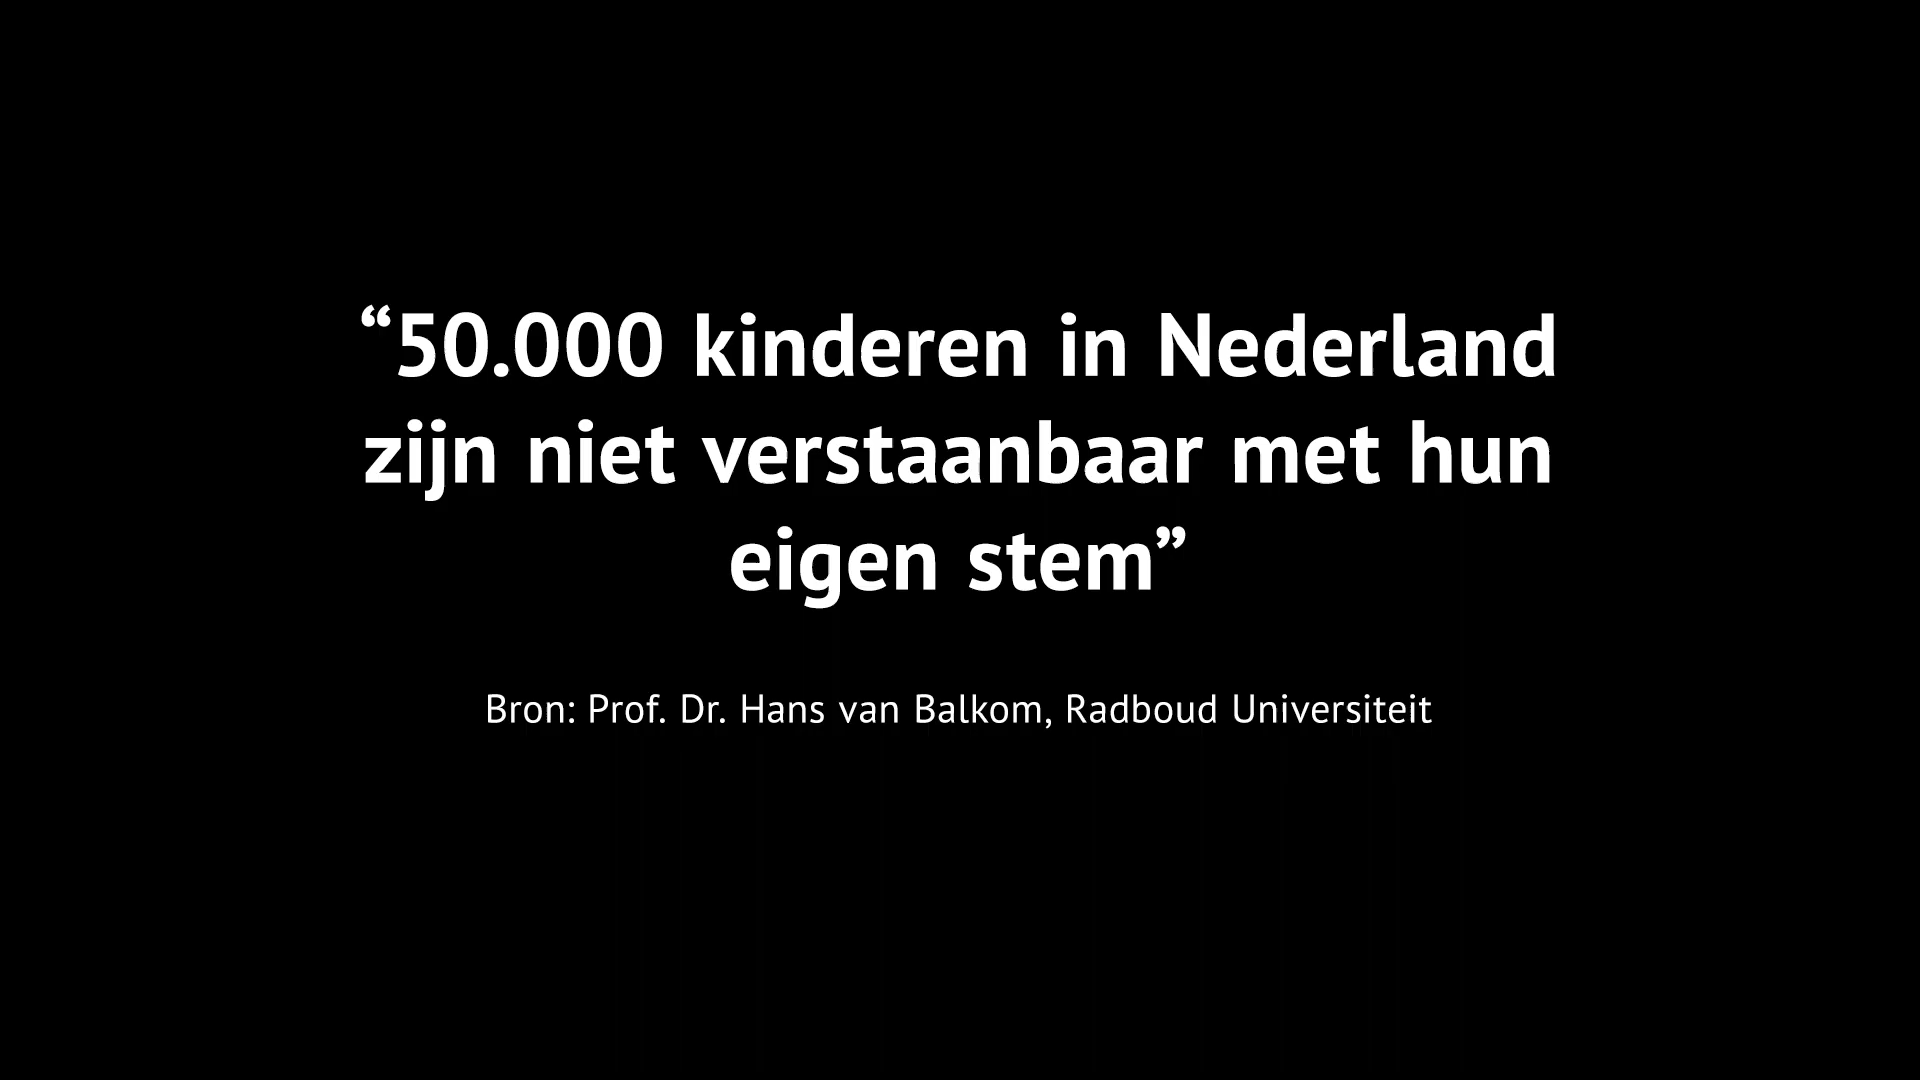 “50.000 kinderen in Nederland
zijn niet verstaanbaar met hun
eigen stem”
Bron: Prof. Dr. Hans van Balkom, Radboud Universiteit